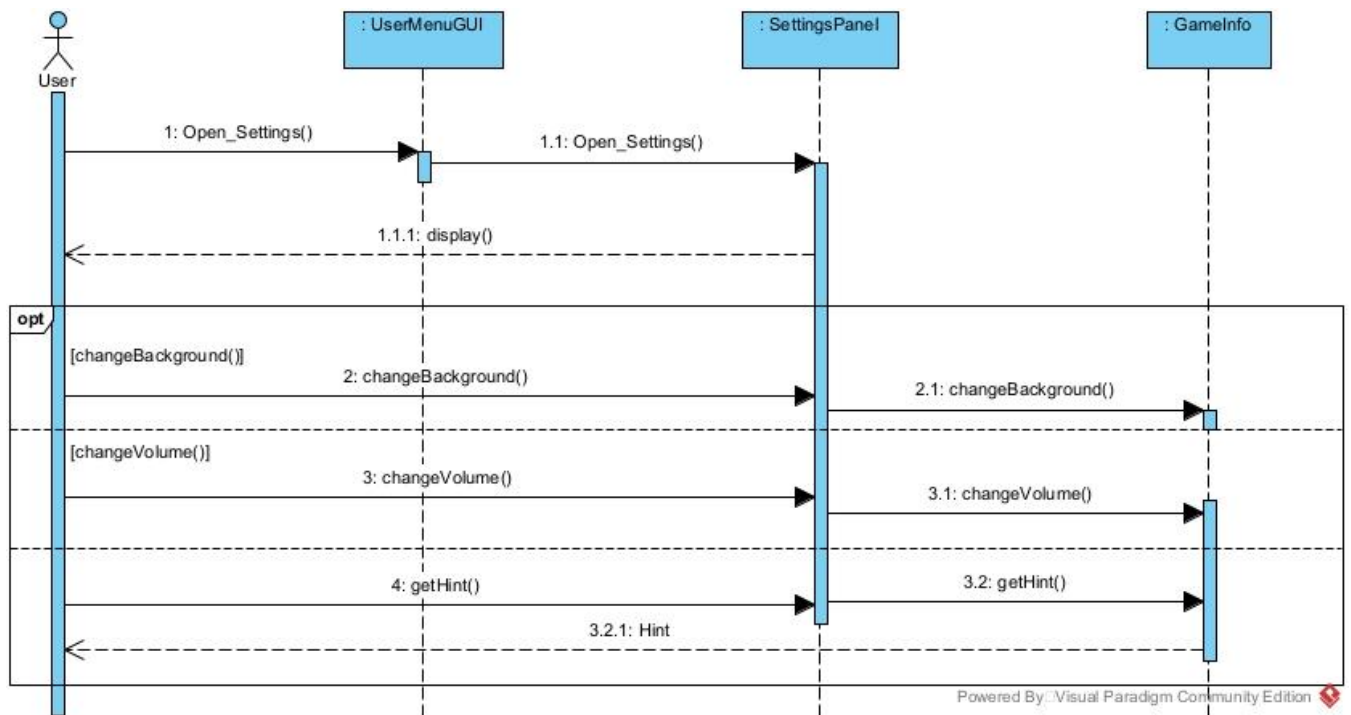 : UserMenuGUI
: SettingsPanel
: GameInfo
User
1: Open_Settings()
1.1: Open_Settings()
1.1.1: display()
opt
[changeBackground()]
2: changeBackground()
2.1: changeBackground()
[changeVolume()]
3: changeVolume()
3.1: changeVolume()
4: getHint()
3.2: getHint()
3.2.1: Hint
Powered By Visual Paradigm Community Edition